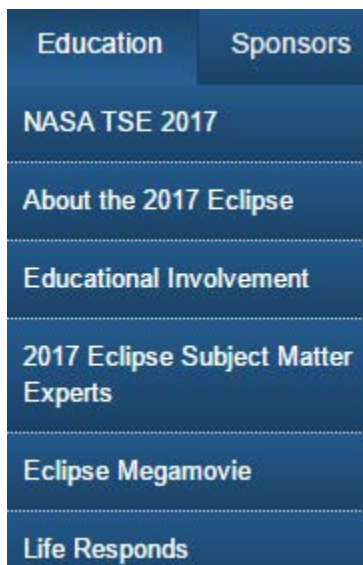 Education Sponsors
NASA TSE 2017
About the 2017 Eclipse
Educational Involvement
2017 Eclipse Subject Matter
Experts
Eclipse Megamovie
Life Responds